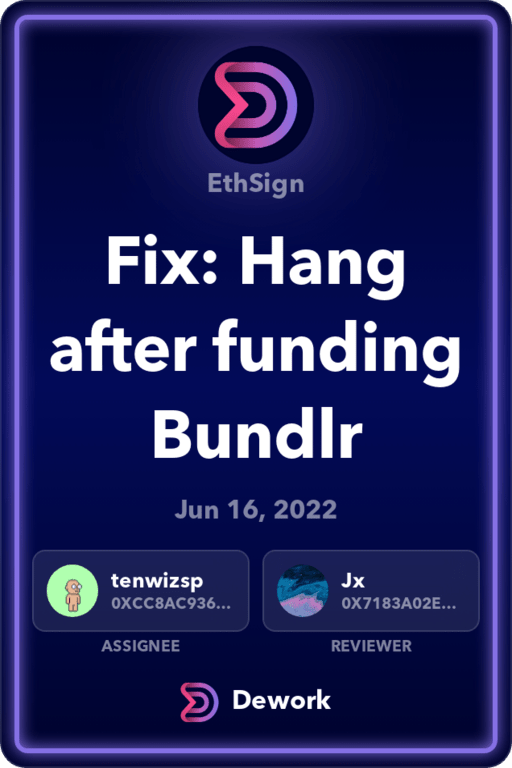 EthSign
Fix: Hang
after funding
Bundlr
Jun 16, 2022
tenwizsp
0XCC8AC936...
ASSIGNEE
Jx
0X7183A02E...
REVIEWER
Dework